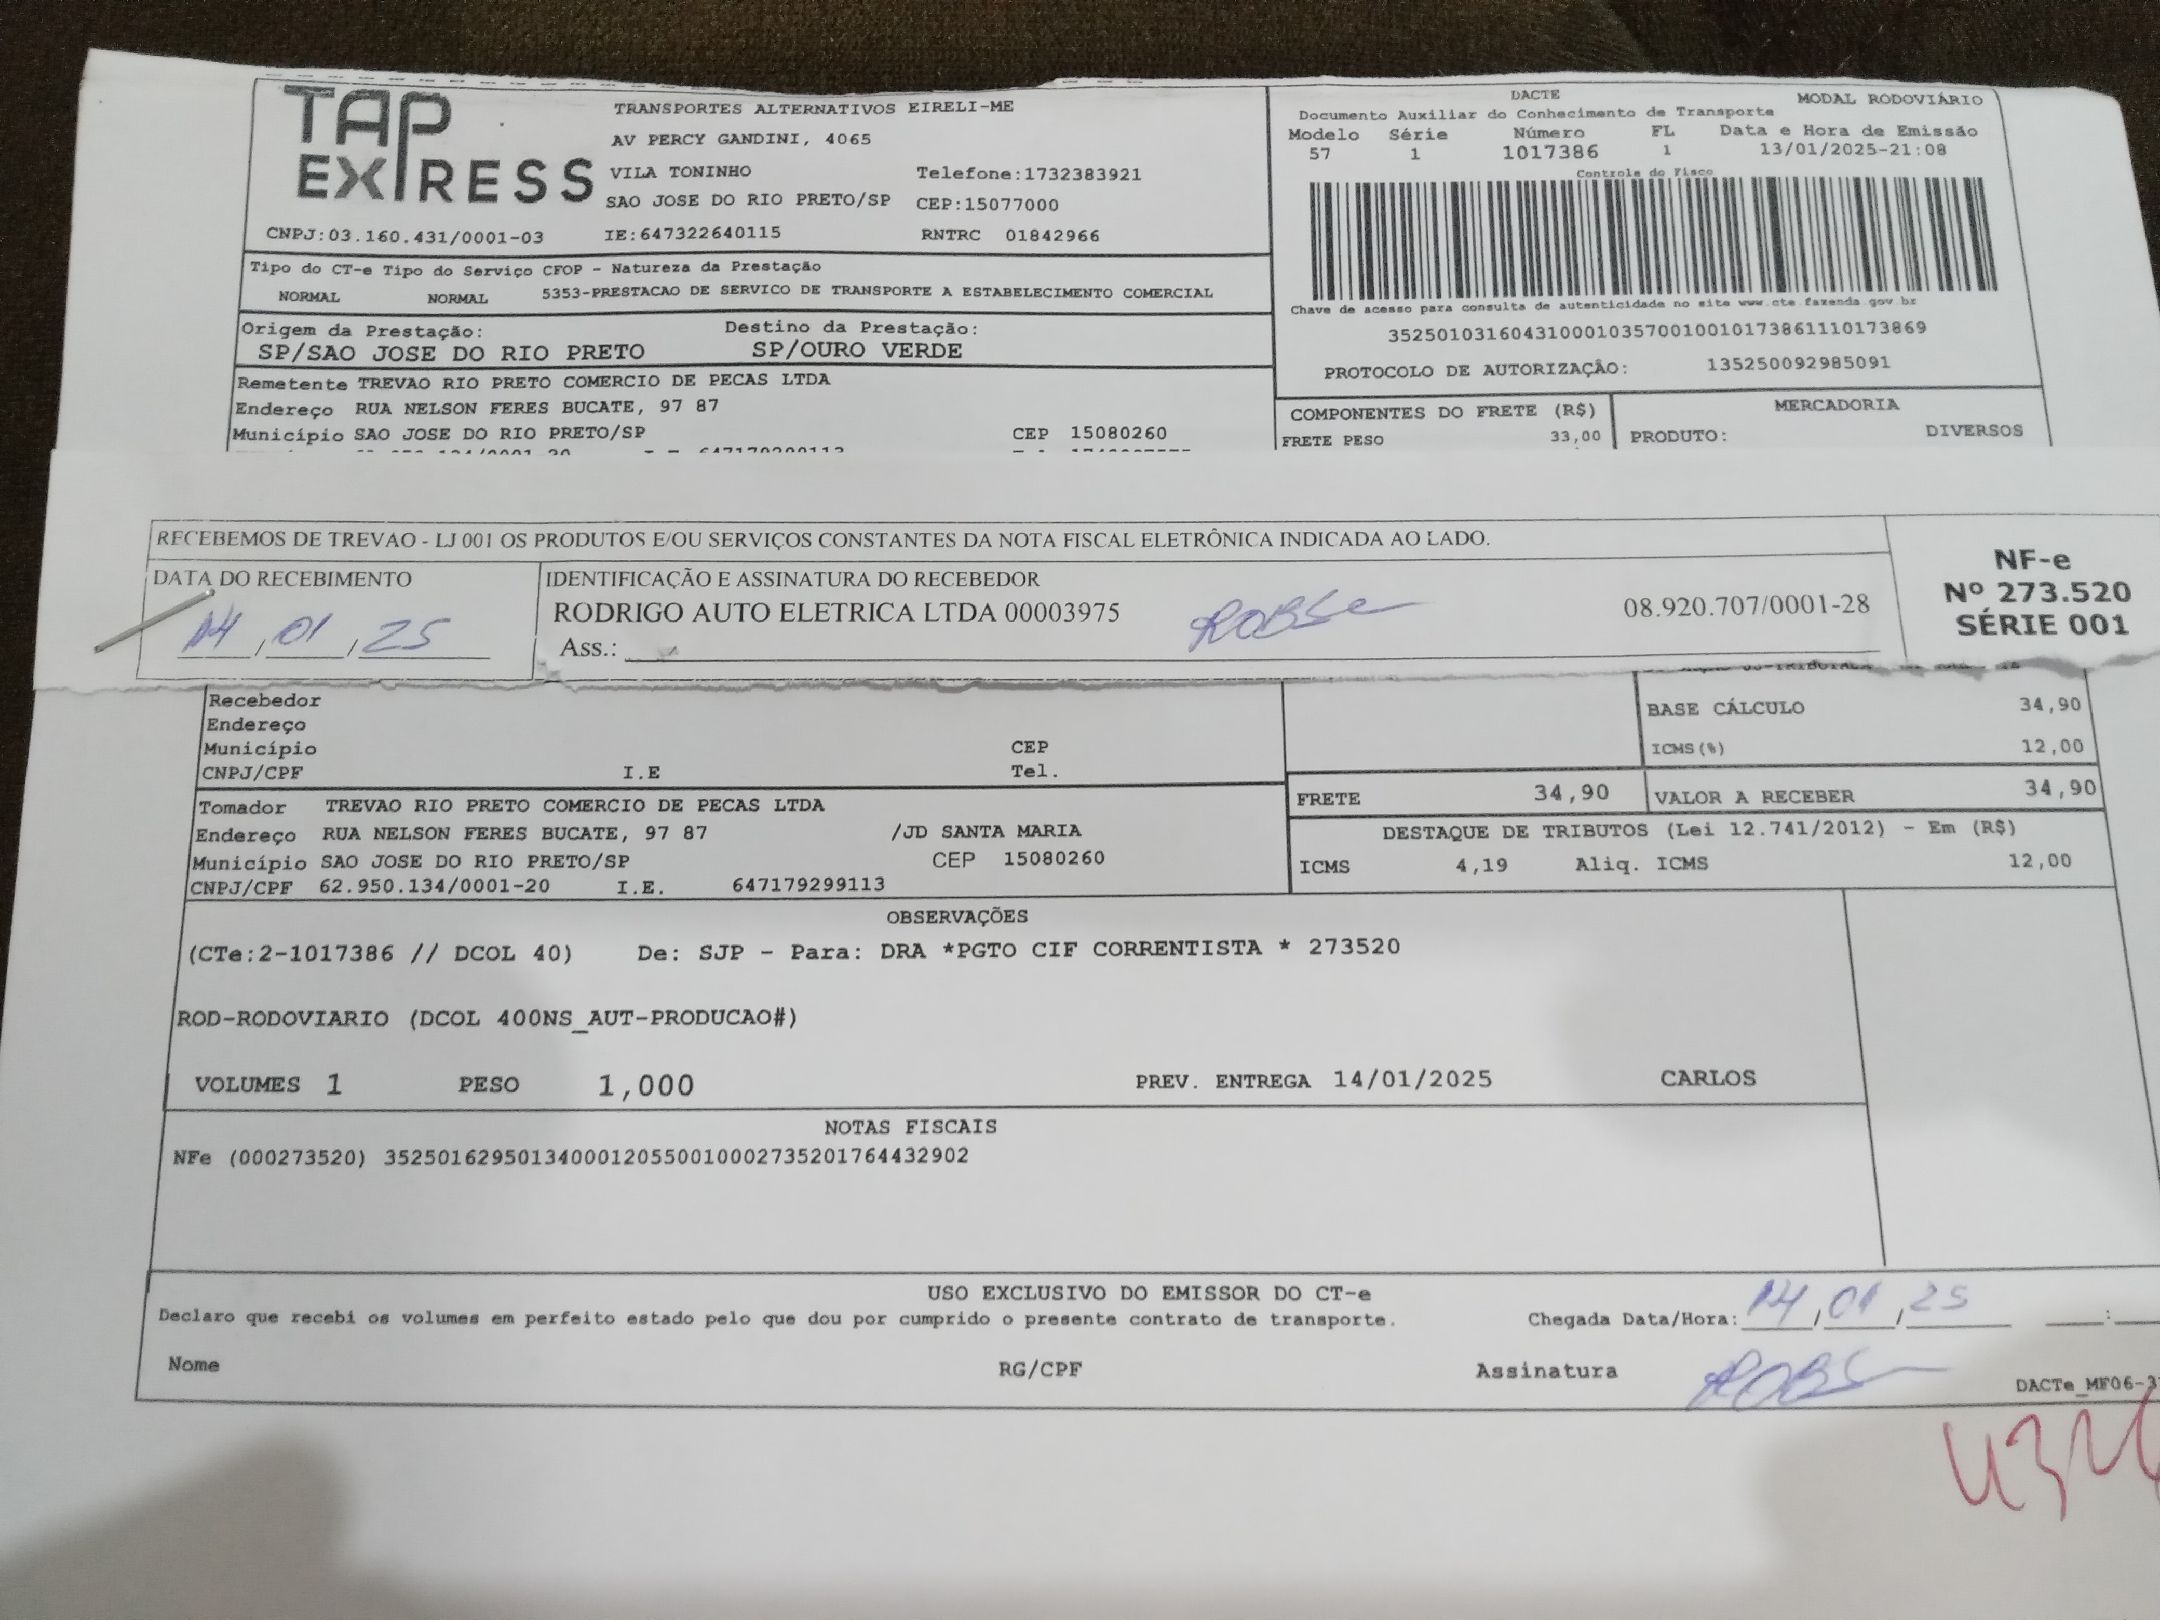 TAP EXPRESS
TRANSPORTES ALTERNATIVOS EIRELI-ME
AV PERCY GANDINI, 4065
VILA TONINHO Telefone:1732383921
SAO JOSE DO RIO PRETO/SP CEP:15077000
CNPJ:03.160.431/0001-03 IE:647322640115 RNTRC 01842966
DACTE MODAL RODOVIÁRIO
Documento Auxiliar do Conhecimento de Transporte
Modelo Série Número FL Data e Hora de Emissão
57 1 1017386 1 13/01/2025-21:08
Controle do Fisco
Chave de acesso para consulta de autenticidade no site www.cte.fazenda.gov.br
35250103160431000103570010010173861110173869
PROTOCOLO DE AUTORIZAÇÂO: 135250092985091
Tipo do CT-e Tipo do Serviço CFOP - Natureza da Prestação
NORMAL NORMAL 5353-PRESTACAO DE SERVICO DE TRANSPORTE A ESTABELECIMENTO COMERCIAL
Origem da Prestação: Destino da Prestação:
SP/SAO JOSE DO RIO PRETO SP/OURO VERDE
Remetente TREVAO RIO PRETO COMERCIO DE PECAS LTDA
Endereço RUA NELSON FERES BUCATE, 97 87
Município SAO JOSE DO RIO PRETO/SP CEP 15080260
COMPONENTES DO FRETE (R$) MERCADORIA
FRETE PESO 33,00 PRODUTO: DIVERSOS
RECEBEMOS DE TREVAO - LJ 001 OS PRODUTOS E/OU SERVIÇOS CONSTANTES DA NOTA FISCAL ELETRÔNICA INDICADA AO LADO.
DATA DO RECEBIMENTO IDENTIFICAÇÃO E ASSINATURA DO RECEBEDOR
RODRIGO AUTO ELETRICA LTDA 00003975 08.920.707/0001-28
14/01/25 Ass.:
NF-e
Nº 273.520
SÉRIE 001
Recebedor
Endereço
Município CEP
CNPJ/CPF I.E Tel.
BASE CÁLCULO 34,90
ICMS(%) 12,00
FRETE 34,90 VALOR A RECEBER 34,90
Tomador TREVAO RIO PRETO COMERCIO DE PECAS LTDA
Endereço RUA NELSON FERES BUCATE, 97 87 /JD SANTA MARIA
Município SAO JOSE DO RIO PRETO/SP CEP 15080260
CNPJ/CPF 62.950.134/0001-20 I.E. 647179299113
DESTAQUE DE TRIBUTOS (Lei 12.741/2012) - Em (R$)
ICMS 4,19 Aliq. ICMS 12,00
OBSERVAÇÕES
(CTe:2-1017386 // DCOL 40) De: SJP - Para: DRA *PGTO CIF CORRENTISTA * 273520
ROD-RODOVIARIO (DCOL 400NS_AUT-PRODUCAO#)
VOLUMES 1 PESO 1,000 PREV. ENTREGA 14/01/2025 CARLOS
NOTAS FISCAIS
NFe (000273520) 35250162950134000120550010002735201764432902
USO EXCLUSIVO DO EMISSOR DO CT-e
Declaro que recebi os volumes em perfeito estado pelo que dou por cumprido o presente contrato de transporte. Chegada Data/Hora: 14/01/25 :
Nome RG/CPF Assinatura